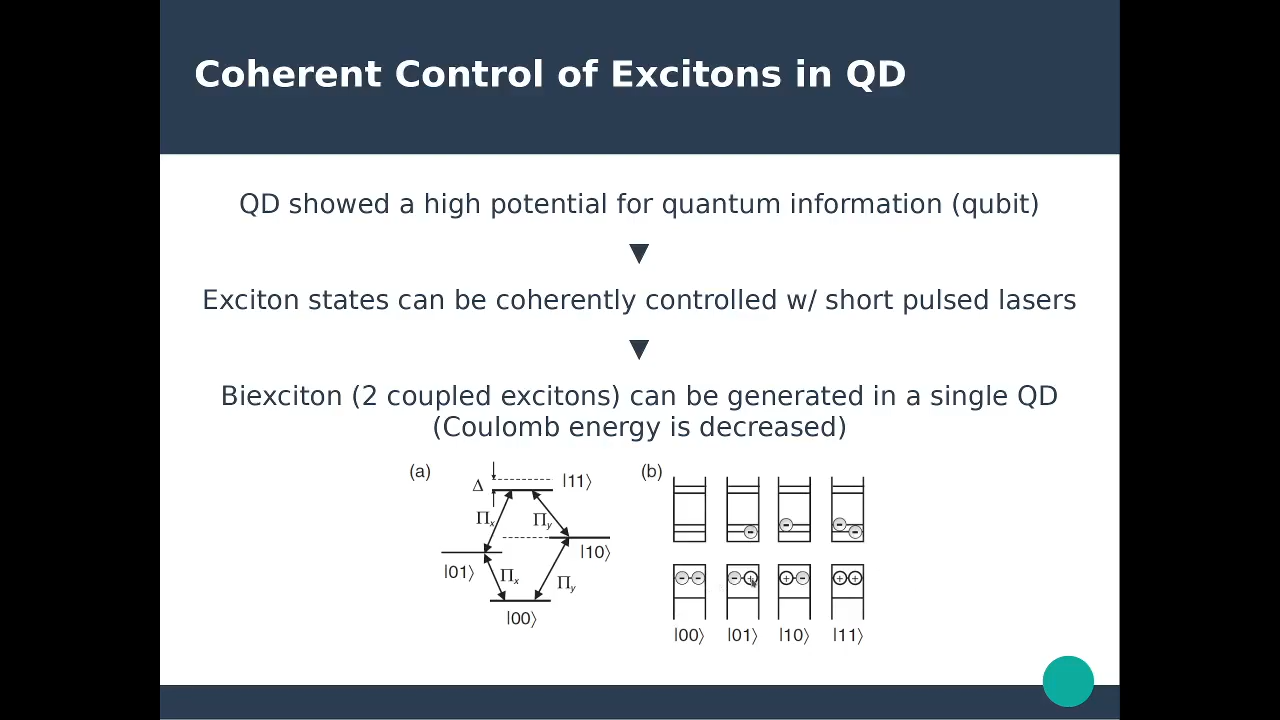 Coherent Control of Excitons in QD
QD showed a high potential for quantum information (qubit)
▼
Exciton states can be coherently controlled w/ short pulsed lasers
▼
Biexciton (2 coupled excitons) can be generated in a single QD
(Coulomb energy is decreased)
(a)
Δ
|11⟩
Πx
Πy
|10⟩
|01⟩
Πx
Πy
|00⟩
(b)
|00⟩ |01⟩ |10⟩ |11⟩